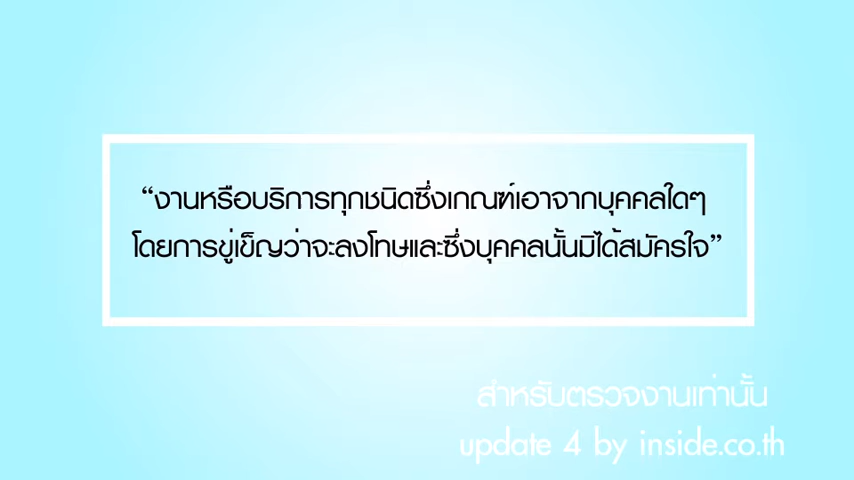 “งานหรือบริการทุกชนิดซึ่งเกณฑ์เอาจากบุคคลใดๆ
โดยการขู่เข็ญว่าจะลงโทษและซึ่งบุคคลนั้นมิได้สมัครใจ”
สำหรับตรวจงานเท่านั้น
update 4 by inside.co.th